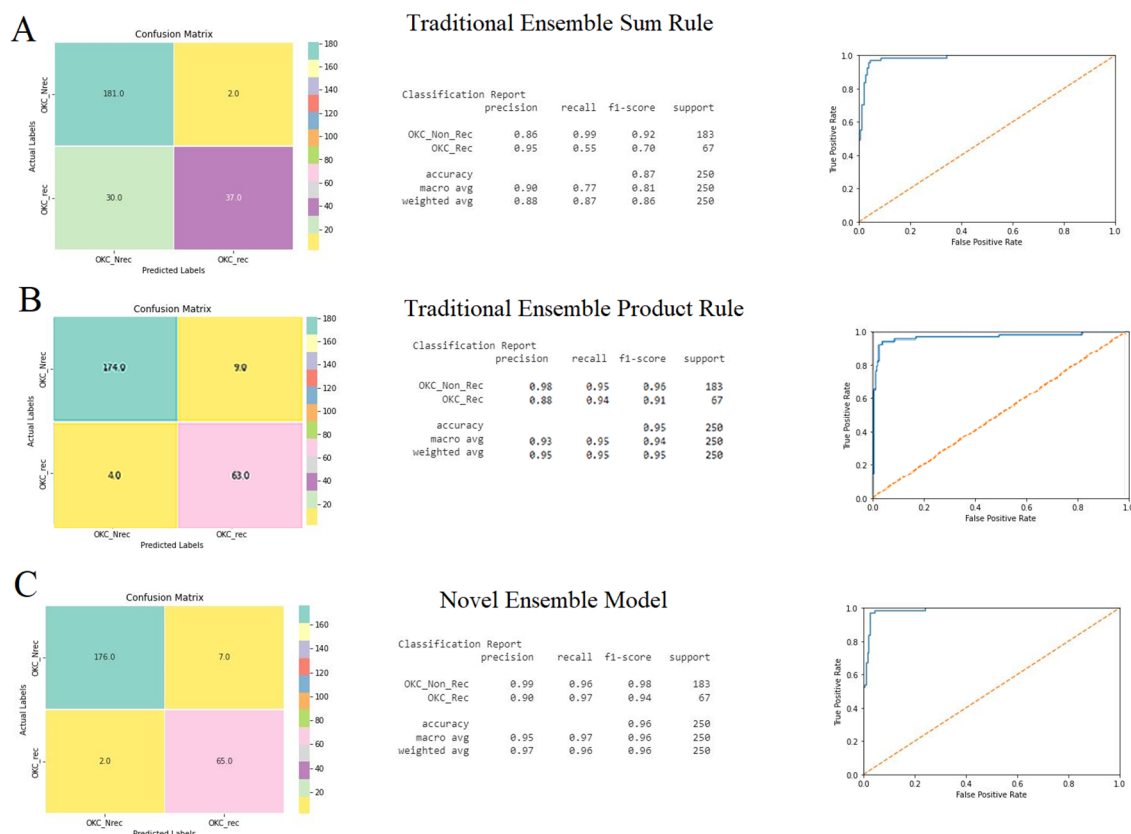 A
Traditional Ensemble Sum Rule
Confusion Matrix
OKC_Nrec
OKC_rec
Actual Labels
181.0
2.0
30.0
37.0
OKC_Nrec
OKC_rec
Predicted Labels
180
160
140
120
100
80
60
40
20
Classification Report
precision recall f1-score support
OKC_Non_Rec 0.86 0.99 0.92 183
OKC_Rec 0.95 0.55 0.70 67
accuracy 0.87 250
macro avg 0.90 0.77 0.81 250
weighted avg 0.88 0.87 0.86 250
True Positive Rate
1.0
0.8
0.6
0.4
0.2
0.0
0.0 0.2 0.4 0.6 0.8 1.0
False Positive Rate
B
Traditional Ensemble Product Rule
Confusion Matrix
OKC_Nrec
OKC_rec
Actual Labels
174.0
9.0
4.0
63.0
OKC_Nrec
OKC_rec
Predicted Labels
180
160
140
120
100
80
60
40
20
Classification Report
precision recall f1-score support
OKC_Non_Rec 0.98 0.95 0.96 183
OKC_Rec 0.88 0.94 0.91 67
accuracy 0.95 250
macro avg 0.93 0.95 0.94 250
weighted avg 0.95 0.95 0.95 250
True Positive Rate
1.0
0.8
0.6
0.4
0.2
0.0
0.0 0.2 0.4 0.6 0.8 1.0
False Positive Rate
C
Novel Ensemble Model
Confusion Matrix
OKC_Nrec
OKC_rec
Actual Labels
176.0
7.0
2.0
65.0
OKC_Nrec
OKC_rec
Predicted Labels
160
140
120
100
80
60
40
20
Classification Report
precision recall f1-score support
OKC_Non_Rec 0.99 0.96 0.98 183
OKC_Rec 0.90 0.97 0.94 67
accuracy 0.96 250
macro avg 0.95 0.97 0.96 250
weighted avg 0.97 0.96 0.96 250
True Positive Rate
1.0
0.8
0.6
0.4
0.2
0.0
0.0 0.2 0.4 0.6 0.8 1.0
False Positive Rate